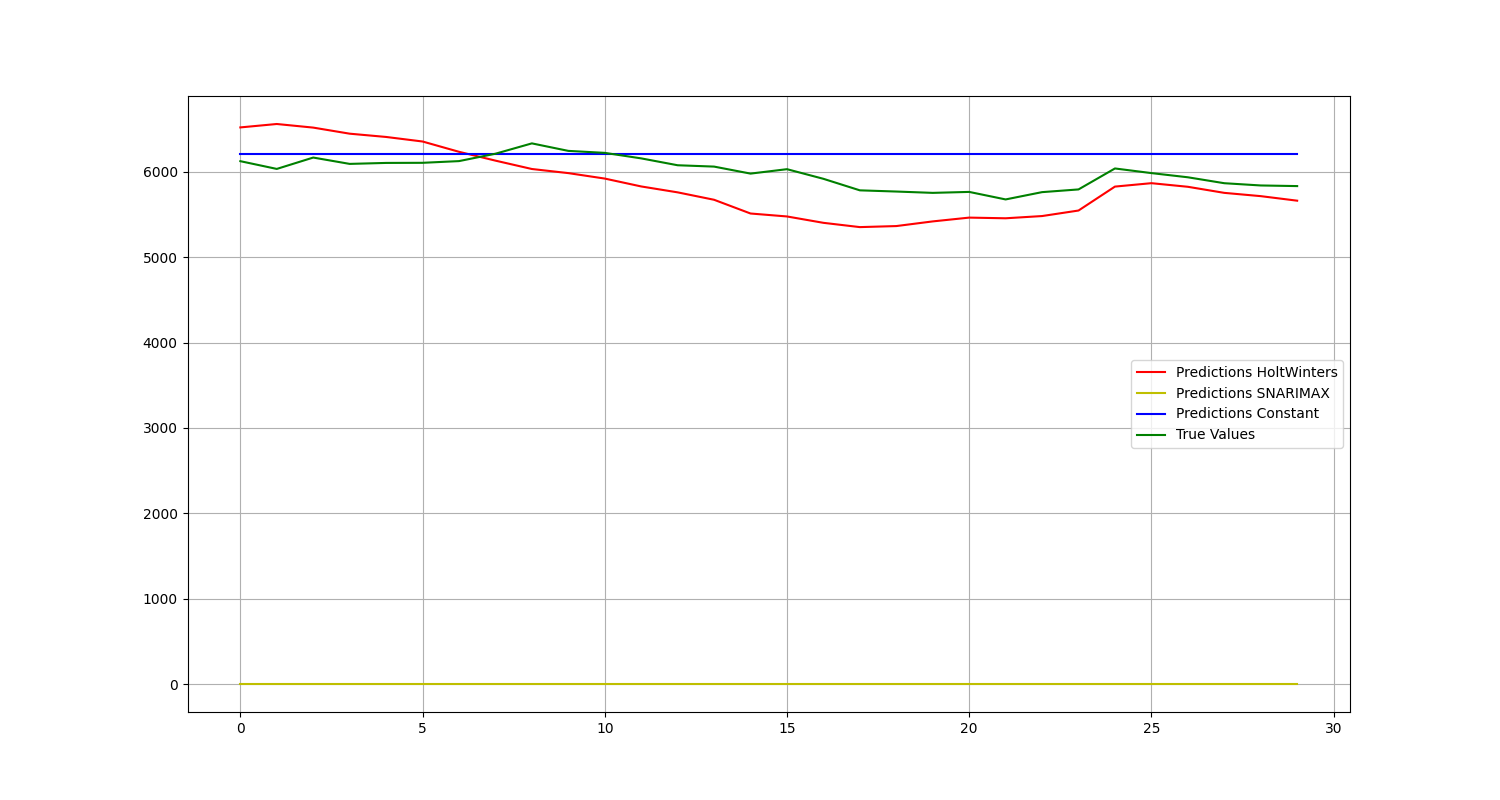 6000
5000
4000
3000
2000
1000
0
0 5 10 15 20 25 30
Predictions HoltWinters
Predictions SNARIMAX
Predictions Constant
True Values